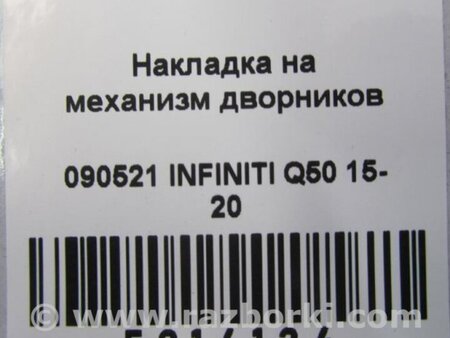 Накладка на
механизм дворников
090521 INFINITI Q50 15-
20
© www.razborki.com